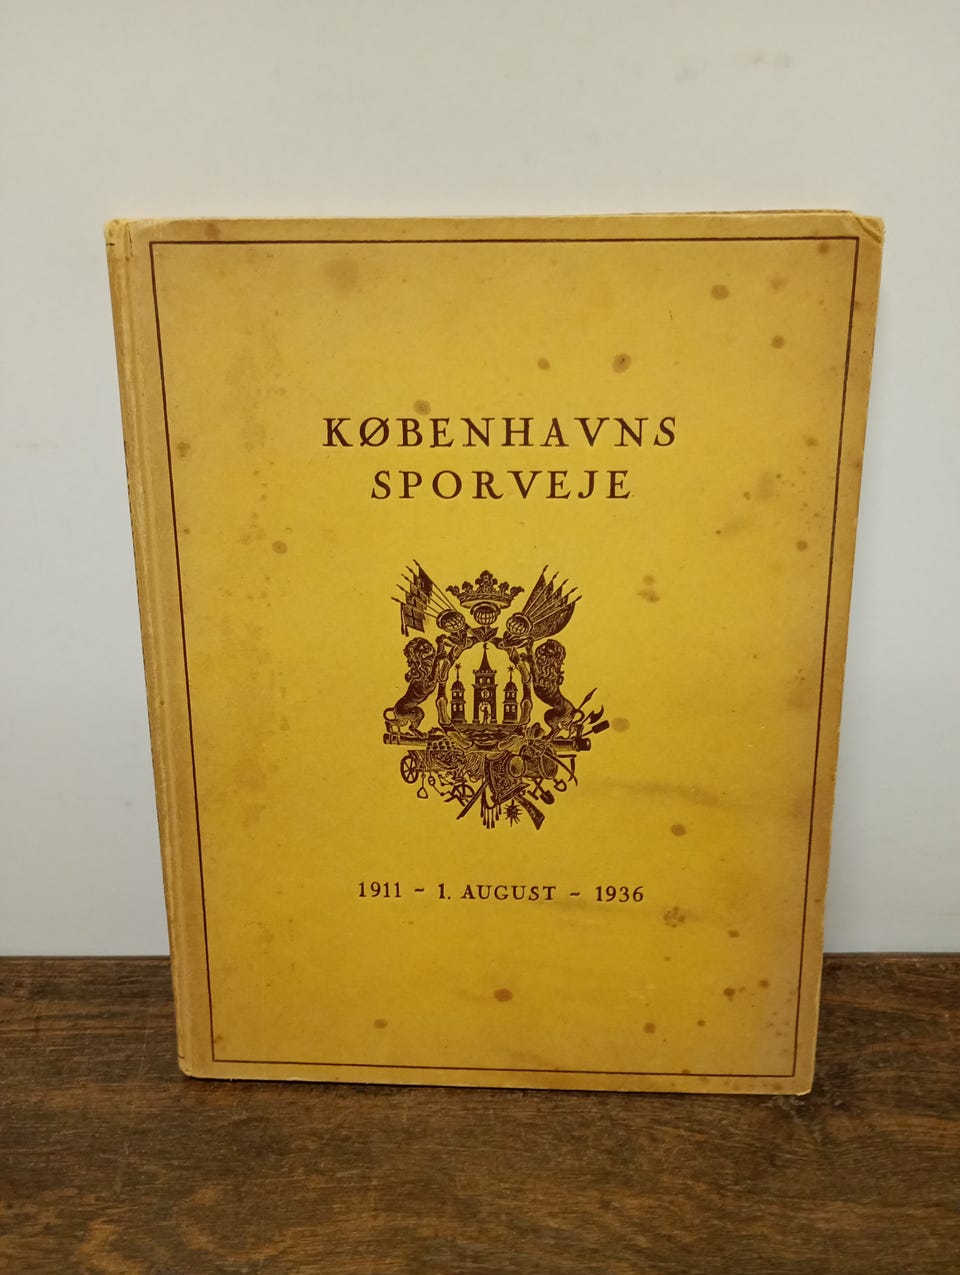 KØBENHAVNS
SPORVEJE
1911 - 1. AUGUST - 1936